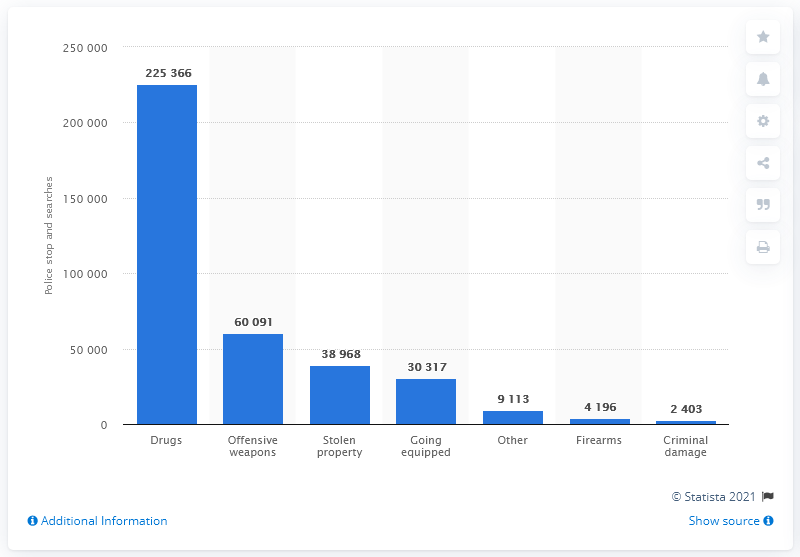 250 000
225 366
200 000
150 000
100 000
60 091
50 000
38 968
30 317
9 113
4 196
2 403
0
Police stop and searches
Drugs
Offensive
weapons
Stolen
property
Going
equipped
Other
Firearms
Criminal
damage
© Statista 2021
Additional Information
Show source